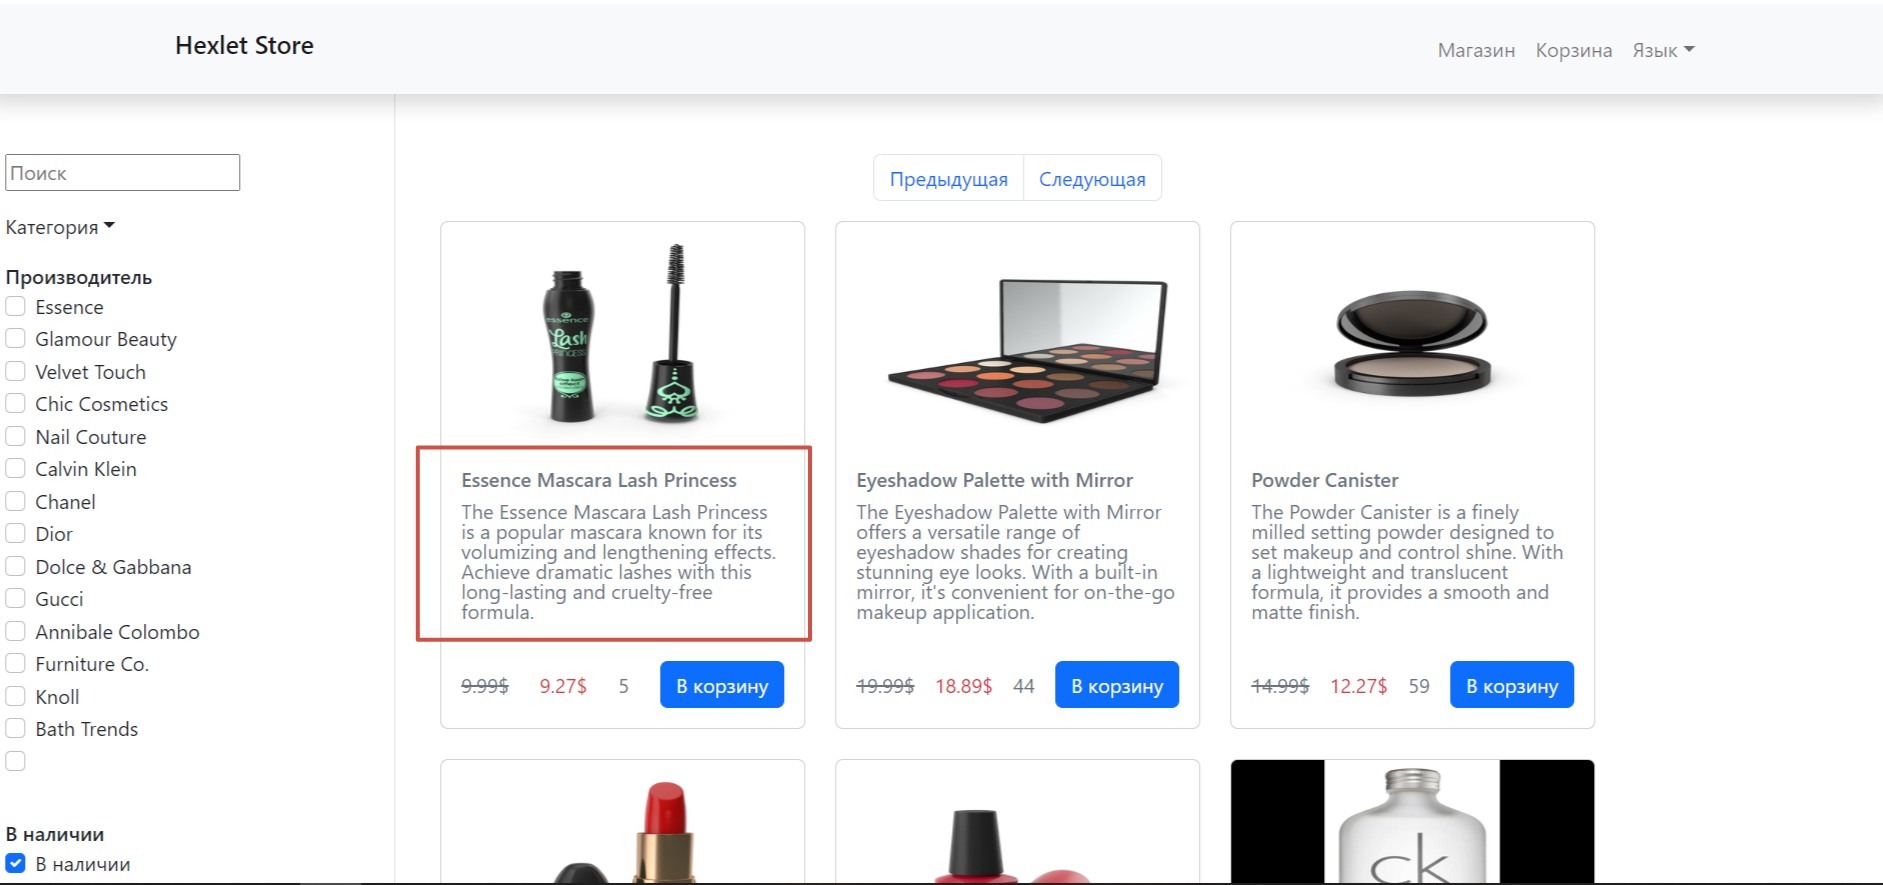 Hexlet Store
Магазин Корзина Язык
Поиск
Категория
Производитель
Essence
Glamour Beauty
Velvet Touch
Chic Cosmetics
Nail Couture
Calvin Klein
Chanel
Dior
Dolce & Gabbana
Gucci
Annibale Colombo
Furniture Co.
Knoll
Bath Trends
В наличии
В наличии
Предыдущая Следующая
essence
Lash
PRINCESS
Essence Mascara Lash Princess
The Essence Mascara Lash Princess
is a popular mascara known for its
volumizing and lengthening effects.
Achieve dramatic lashes with this
long-lasting and cruelty-free
formula.
9.99$ 9.27$ 5 В корзину
Eyeshadow Palette with Mirror
The Eyeshadow Palette with Mirror
offers a versatile range of
eyeshadow shades for creating
stunning eye looks. With a built-in
mirror, it's convenient for on-the-go
makeup application.
19.99$ 18.89$ 44 В корзину
Powder Canister
The Powder Canister is a finely
milled setting powder designed to
set makeup and control shine. With
a lightweight and translucent
formula, it provides a smooth and
matte finish.
14.99$ 12.27$ 59 В корзину
ck